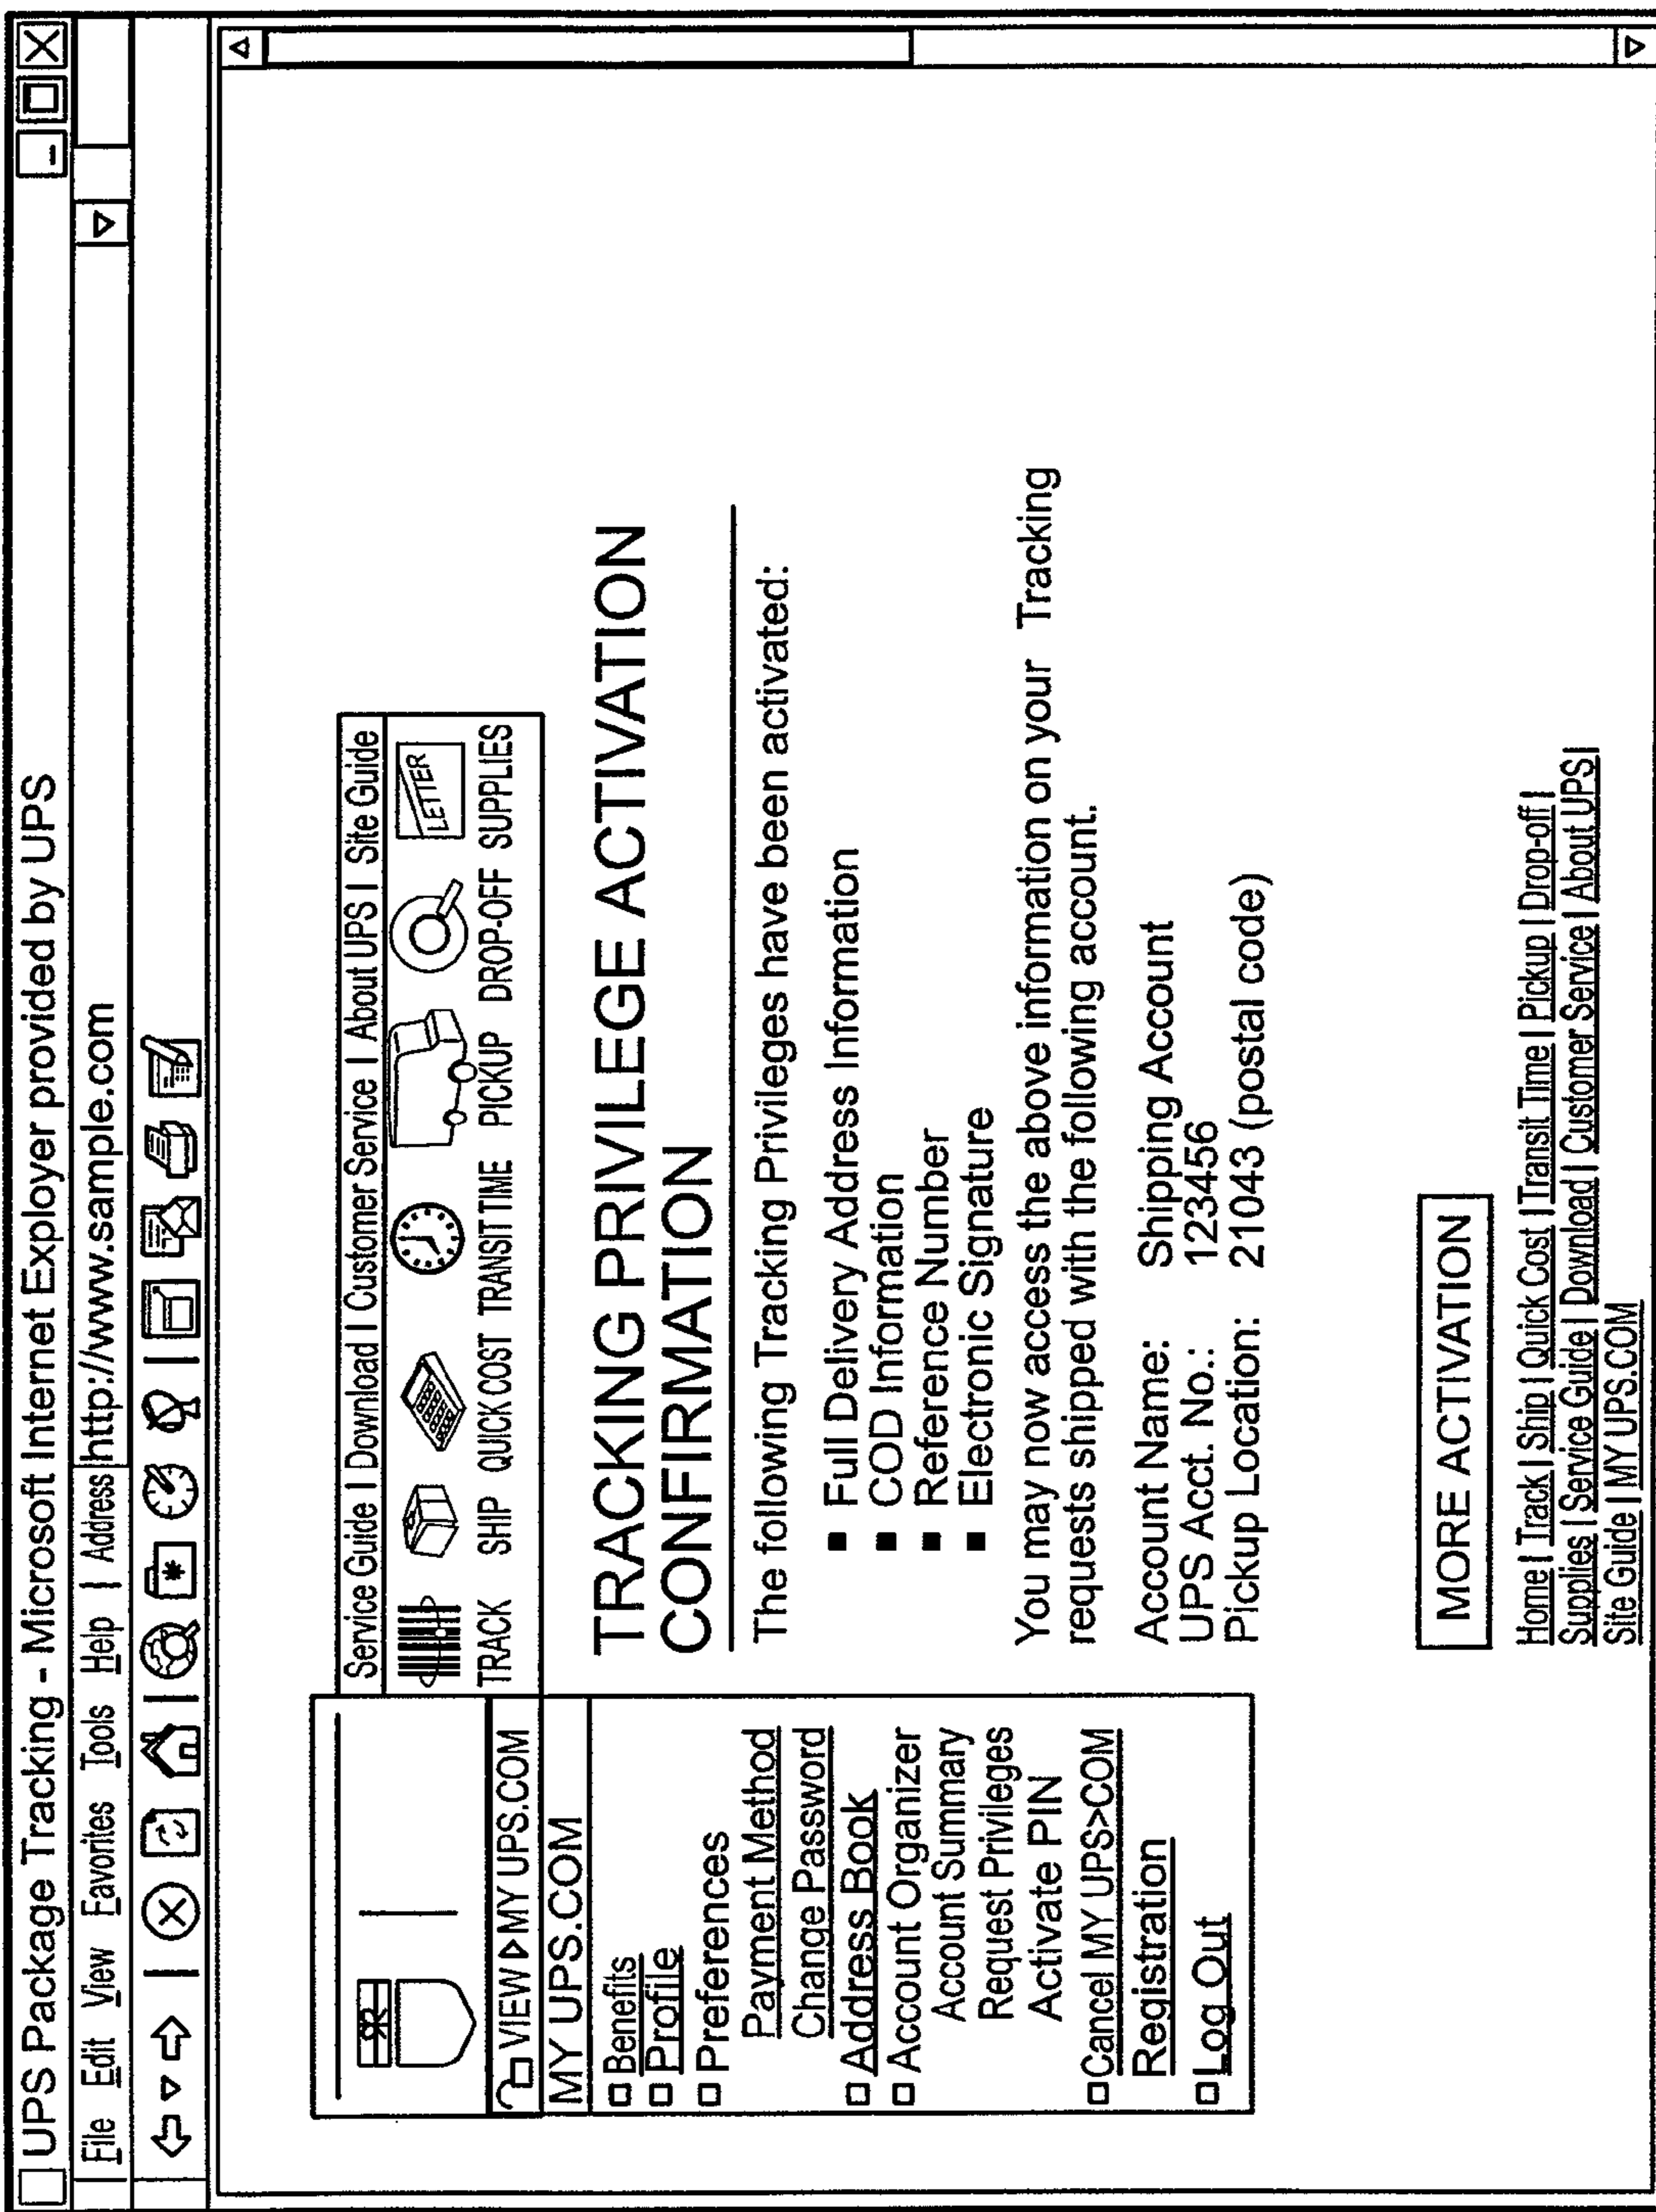 UPS Package Tracking - Microsoft Internet Exployer provided by UPS
File Edit View Favorites Tools Help | Address http://www.sample.com
Service Guide | Download | Customer Service | About UPS | Site Guide
LETTER
TRACK SHIP QUICK COST TRANSIT TIME PICKUP DROP-OFF SUPPLIES
VIEW MY UPS.COM
MY UPS.COM
Benefits
Profile
Preferences
Payment Method
Change Password
Address Book
Account Organizer
Account Summary
Request Privileges
Activate PIN
Cancel MY UPS>COM
Registration
Log Out
TRACKING PRIVILEGE ACTIVATION
CONFIRMATION
The following Tracking Privileges have been activated:
■ Full Delivery Address Information
■ COD Information
■ Reference Number
■ Electronic Signature
You may now access the above information on your Tracking
requests shipped with the following account.
Account Name: Shipping Account
UPS Acct. No.: 123456
Pickup Location: 21043 (postal code)
MORE ACTIVATION
Home | Track | Ship | Quick Cost | Transit Time | Pickup | Drop-off |
Supplies | Service Guide | Download | Customer Service | About UPS |
Site Guide | MY UPS.COM